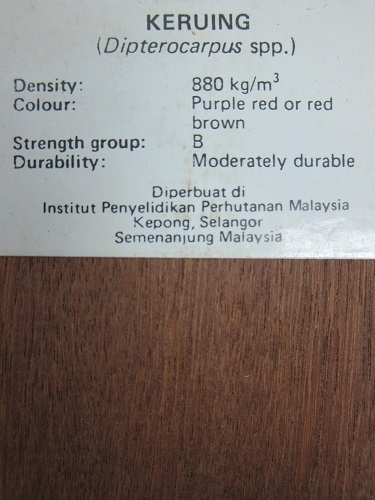 KERUING
(Dipterocarpus spp.)
Density: 880 kg/m³
Colour: Purple red or red
brown
Strength group: B
Durability: Moderately durable
Diperbuat di
Institut Penyelidikan Perhutanan Malaysia
Kepong, Selangor
Semenanjung Malaysia